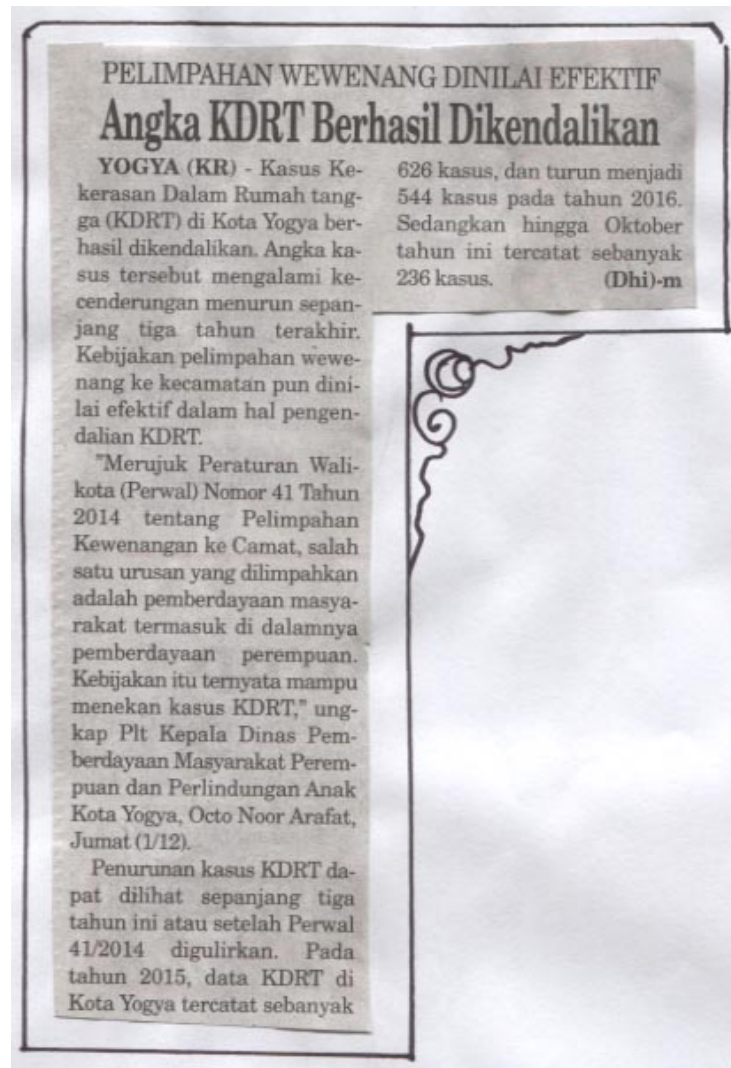 PELIMPAHAN WEWENANG DINILAI EFEKTIF
Angka KDRT Berhasil Dikendalikan
YOGYA (KR) - Kasus Ke-
kerasan Dalam Rumah tang-
ga (KDRT) di Kota Yogya ber-
hasil dikendalikan. Angka ka-
sus tersebut mengalami ke-
cenderungan menurun sepan-
jang tiga tahun terakhir.
Kebijakan pelimpahan wewe-
nang ke kecamatan pun dini-
lai efektif dalam hal pengen-
dalian KDRT.
"Merujuk Peraturan Wali-
kota (Perwal) Nomor 41 Tahun
2014 tentang Pelimpahan
Kewenangan ke Camat, salah
satu urusan yang dilimpahkan
adalah pemberdayaan masya-
rakat termasuk di dalamnya
pemberdayaan perempuan.
Kebijakan itu ternyata mampu
menekan kasus KDRT," ung-
kap Plt Kepala Dinas Pem-
berdayaan Masyarakat Perem-
puan dan Perlindungan Anak
Kota Yogya, Octo Noor Arafat,
Jumat (1/12).
Penurunan kasus KDRT da-
pat dilihat sepanjang tiga
tahun ini atau setelah Perwal
41/2014 digulirkan. Pada
tahun 2015, data KDRT di
Kota Yogya tercatat sebanyak
626 kasus, dan turun menjadi
544 kasus pada tahun 2016.
Sedangkan hingga Oktober
tahun ini tercatat sebanyak
236 kasus. (Dhi)-m